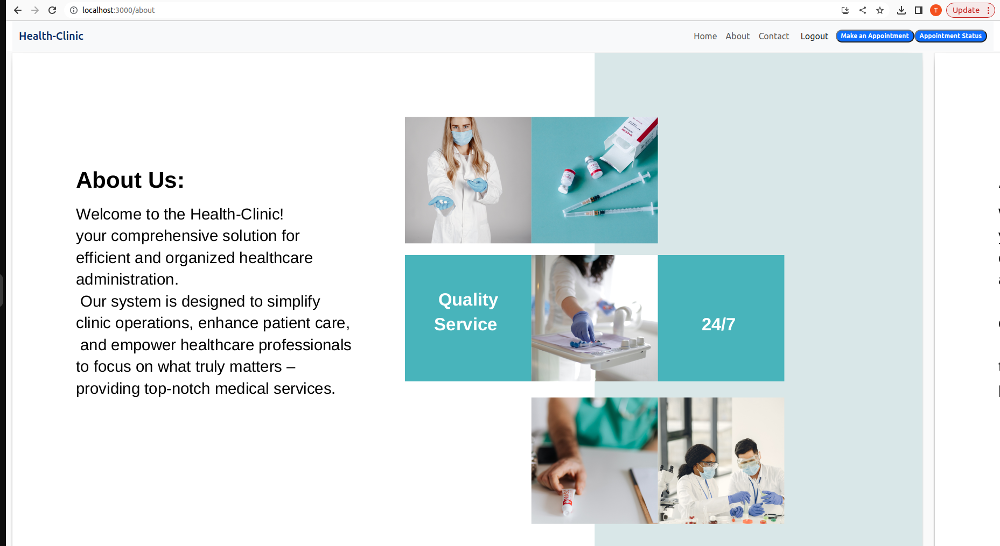 localhost:3000/about
T
Update
Health-Clinic
Home About Contact Logout Make an Appointment Appointment Status
About Us:
Welcome to the Health-Clinic!
your comprehensive solution for
efficient and organized healthcare
administration.
Our system is designed to simplify
clinic operations, enhance patient care,
and empower healthcare professionals
to focus on what truly matters –
providing top-notch medical services.
VACCINE
Quality
Service
24/7